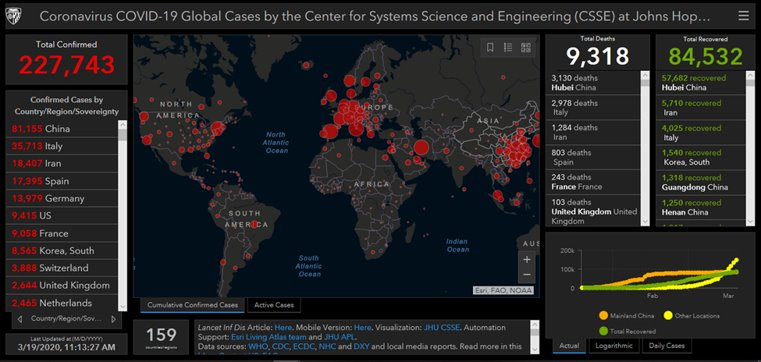 Coronavirus COVID-19 Global Cases by the Center for Systems Science and Engineering (CSSE) at Johns Hop...
Total Confirmed
227,743
Confirmed Cases by
Country/Region/Sovereignty
81,155 China
35,713 Italy
18,407 Iran
17,395 Spain
13,979 Germany
9,415 US
9,058 France
8,565 Korea, South
3,888 Switzerland
2,644 United Kingdom
2,465 Netherlands
Country/Region/Sov...
Last Updated at (M/D/YYYY)
3/19/2020, 11:13:27 AM
NORTH
AMERICA
EUROPE
ASIA
North
Atlantic
Ocean
AFRICA
SOUTH
AMERICA
Indian
Ocean
South
Atlantic
Ocean
AUS
+
−
Esri, FAO, NOAA
Cumulative Confirmed Cases
Active Cases
159
countries/regions
Lancet Inf Dis Article: Here. Mobile Version: Here. Visualization: JHU CSSE. Automation
Support: Esri Living Atlas team and JHU APL.
Data sources: WHO, CDC, ECDC, NHC and DXY and local media reports. Read more in this
Total Deaths
9,318
3,130 deaths
Hubei China
2,978 deaths
Italy
1,284 deaths
Iran
803 deaths
Spain
243 deaths
France France
103 deaths
United Kingdom United
Kingdom
Total Recovered
84,532
57,682 recovered
Hubei China
5,710 recovered
Iran
4,025 recovered
Italy
1,540 recovered
Korea, South
1,318 recovered
Guangdong China
1,250 recovered
Henan China
200k
100k
0
Feb
Mar
Mainland China
Other Locations
Total Recovered
Actual
Logarithmic
Daily Cases